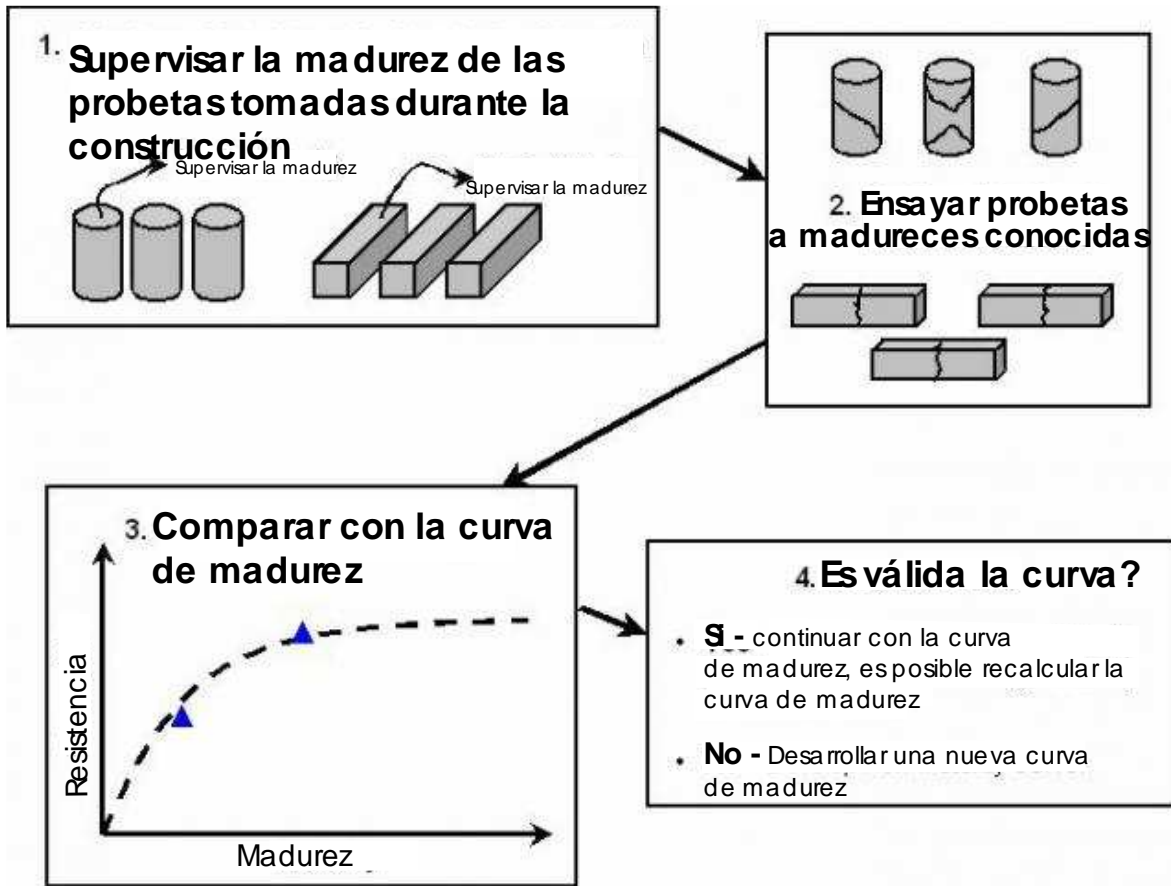 1. Supervisar la madurez de las
probetas tomadas durante la
construcción
Supervisar la madurez
Supervisar la madurez
2. Ensayar probetas
a madureces conocidas
3. Comparar con la curva
de madurez
Resistencia
Madurez
4. Es válida la curva?
• Si - continuar con la curva
de madurez, es posible recalcular la
curva de madurez
• No - Desarrollar una nueva curva
de madurez